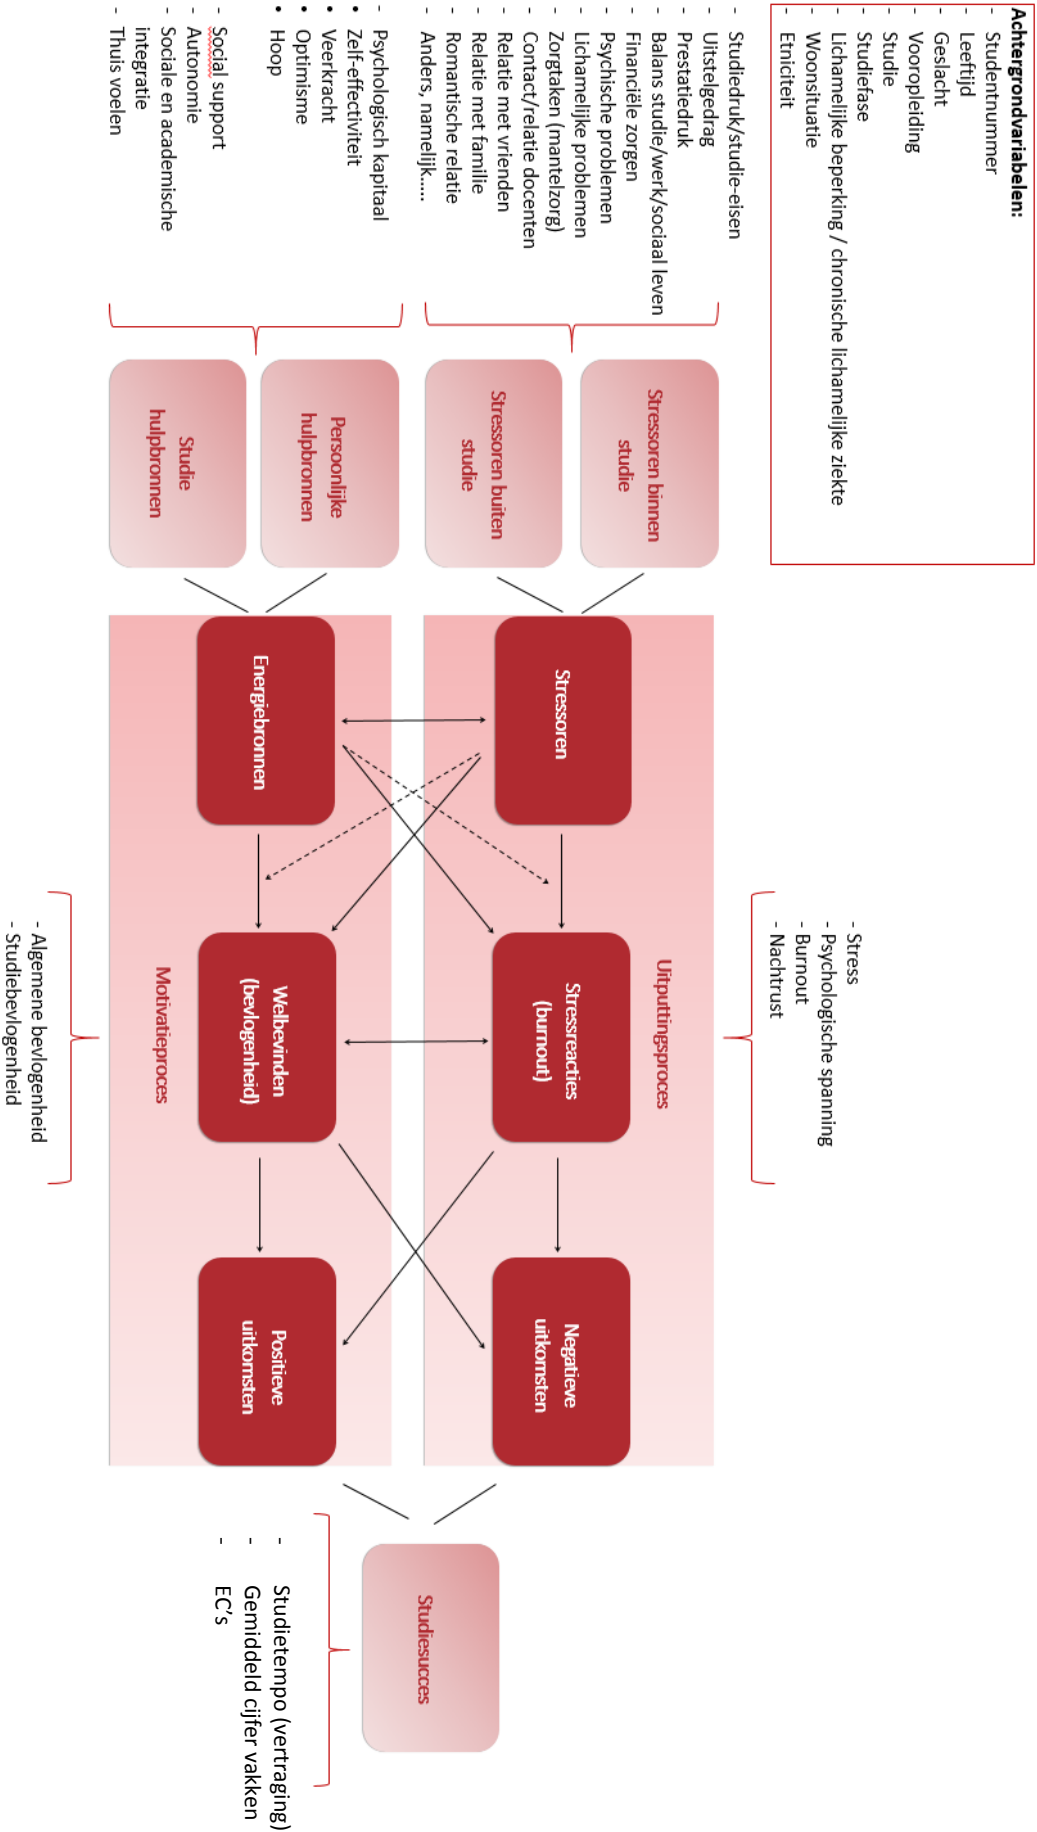 Achtergrondvariabelen:
- Studentnummer
- Leeftijd
- Geslacht
- Vooropleiding
- Studie
- Studiefase
- Lichamelijke beperking / chronische lichamelijke ziekte
- Woonsituatie
- Etniciteit
- Studiedruk/studie-eisen
- Uitstelgedrag
- Prestatiedruk
- Balans studie/werk/sociaal leven
- Financiële zorgen
- Psychische problemen
- Lichamelijke problemen
- Zorgtaken (mantelzorg)
- Contact/relatie docenten
- Relatie met vrienden
- Relatie met familie
- Romantische relatie
- Anders, namelijk.....
- Psychologisch kapitaal
• Zelf-effectiviteit
• Veerkracht
• Optimisme
• Hoop
- Social support
- Autonomie
- Sociale en academische
integratie
- Thuis voelen
Stressoren binnen
studie
Stressoren buiten
studie
Persoonlijke
hulpbronnen
Studie
hulpbronnen
Stressoren
Energiebronnen
- Stress
- Psychologische spanning
- Burnout
- Nachtrust
Uitputtingsproces
Stressreacties
(burnout)
Welbevinden
(bevlogenheid)
Motivatieproces
- Algemene bevlogenheid
- Studiebevlogenheid
Negatieve
uitkomsten
Positieve
uitkomsten
Studiesucces
- Studietempo (vertraging)
- Gemiddeld cijfer vakken
- EC's